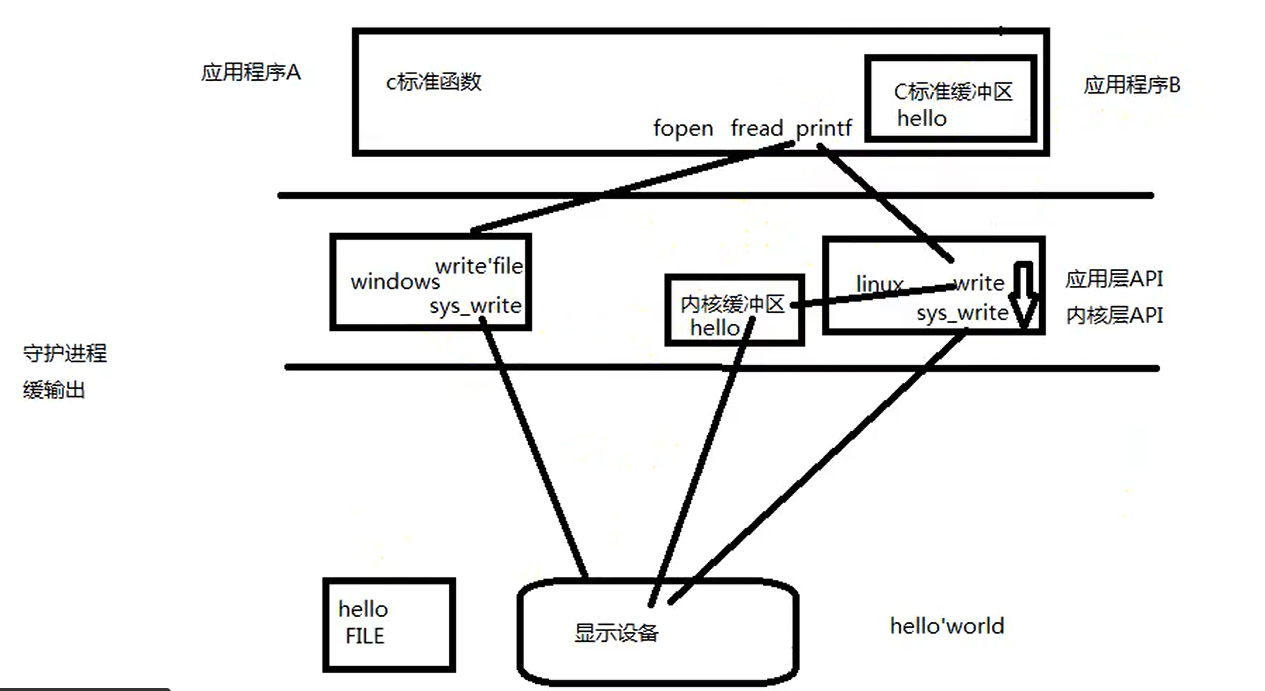 应用程序A
c标准函数
C标准缓冲区
hello
应用程序B
fopen fread printf
windows
write'file
sys_write
内核缓冲区
hello
linux write
sys_write
应用层API
内核层API
守护进程
缓输出
hello
FILE
显示设备
hello'world